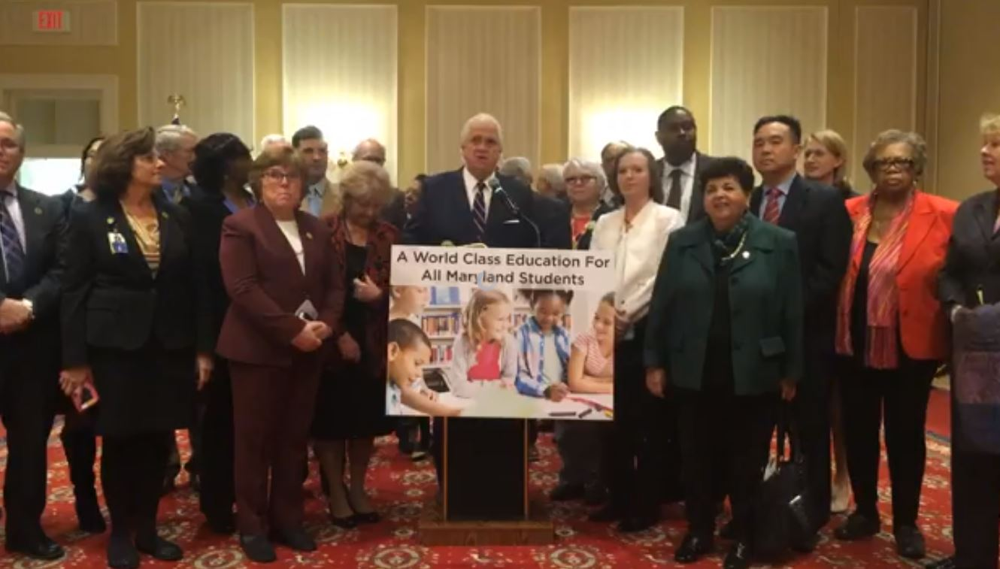 EXIT
A World Class Education For
All Maryland Students